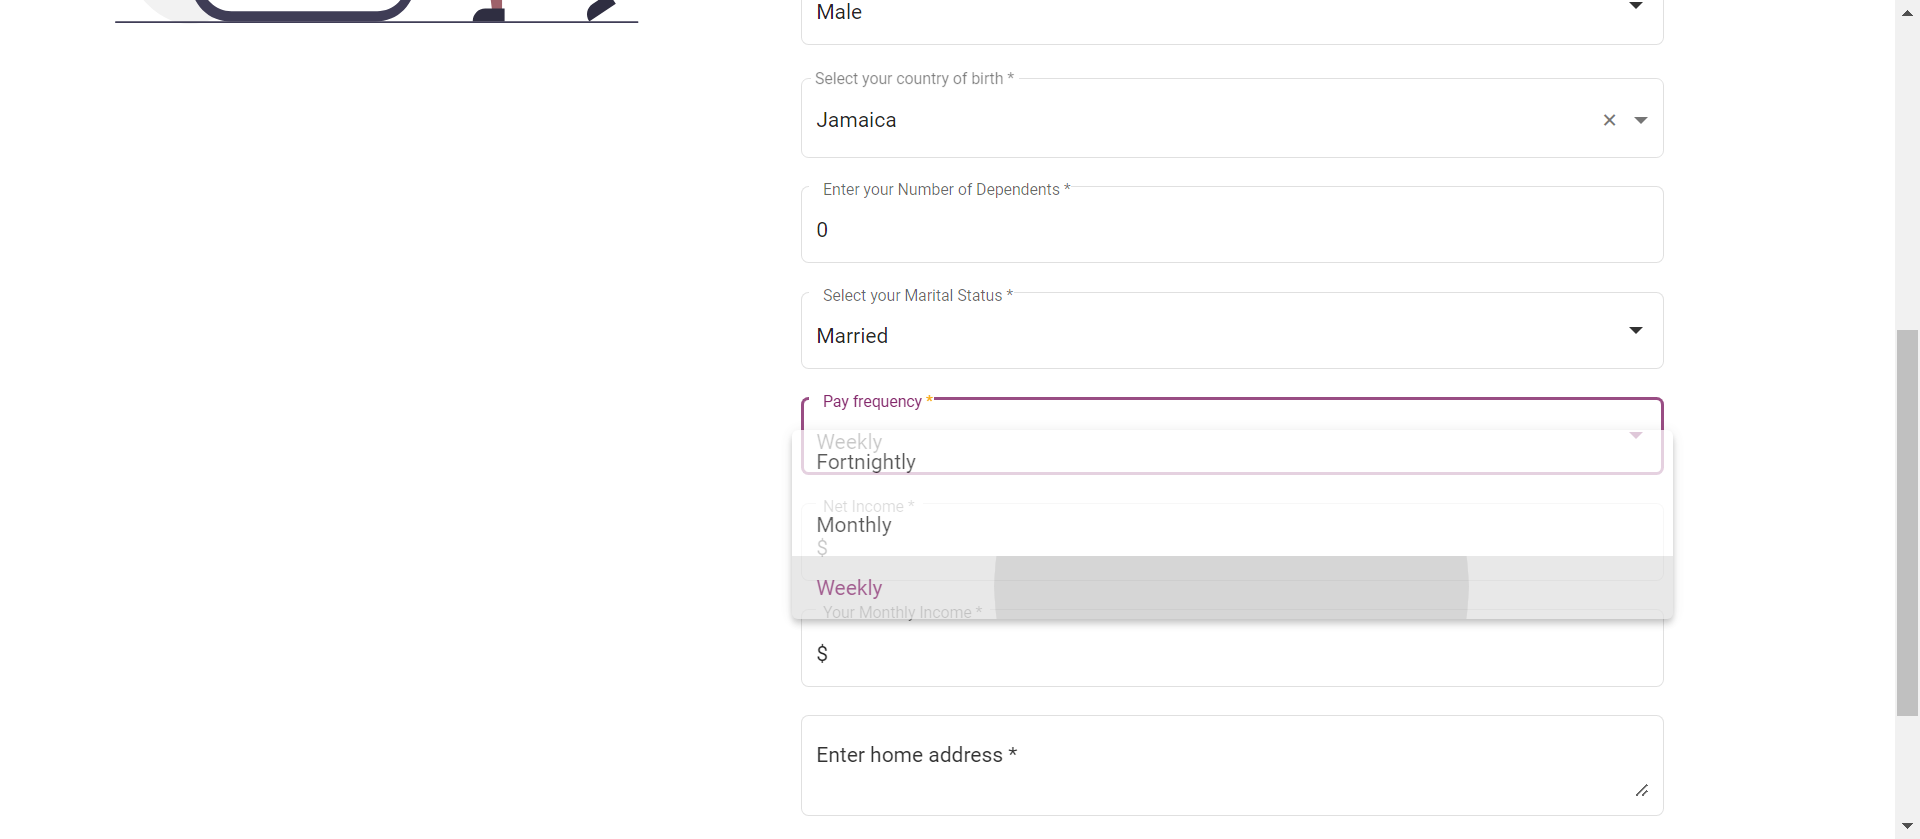 Male
Select your country of birth *
Jamaica
Enter your Number of Dependents *
0
Select your Marital Status *
Married
Pay frequency *
Weekly
Fortnightly
Net Income *
Monthly
$
Weekly
Your Monthly Income *
$
Enter home address *